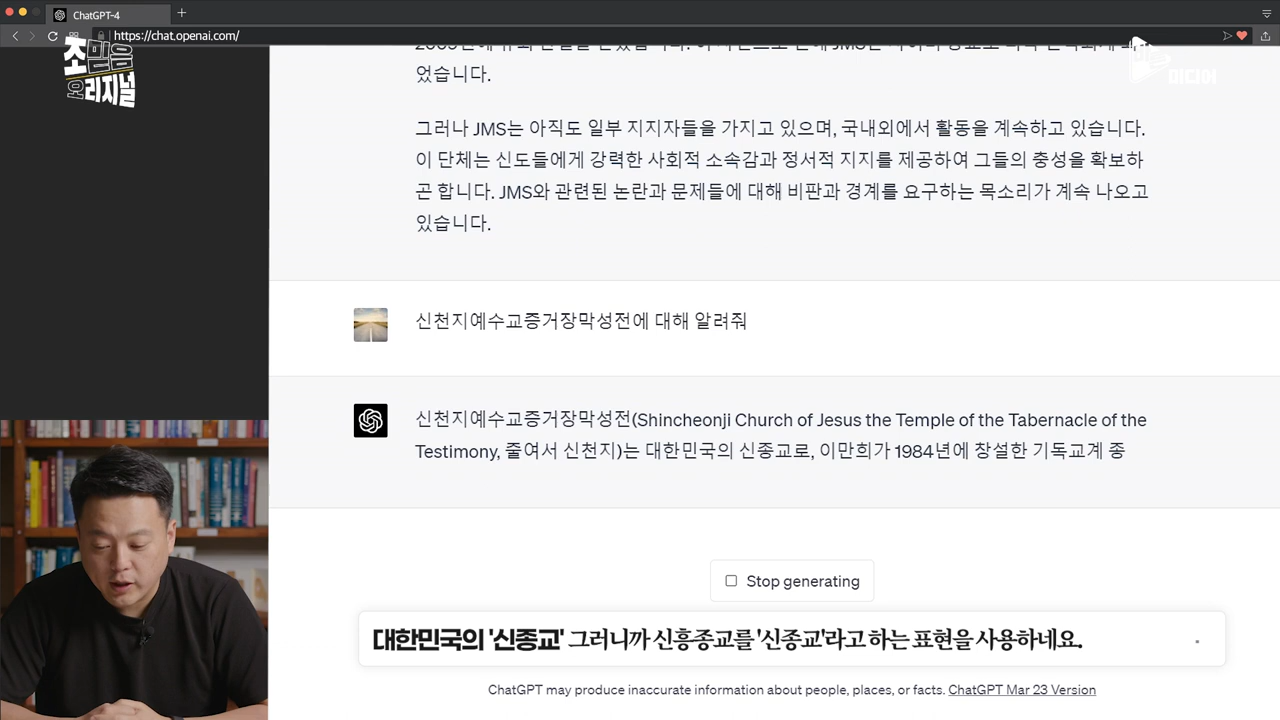 ChatGPT-4
https://chat.openai.com/
조믿음
오리지널
미디어
었습니다.
그러나 JMS는 아직도 일부 지지자들을 가지고 있으며, 국내외에서 활동을 계속하고 있습니다.
이 단체는 신도들에게 강력한 사회적 소속감과 정서적 지지를 제공하여 그들의 충성을 확보하
곤 합니다. JMS와 관련된 논란과 문제들에 대해 비판과 경계를 요구하는 목소리가 계속 나오고
있습니다.
신천지예수교증거장막성전에 대해 알려줘
신천지예수교증거장막성전(Shincheonji Church of Jesus the Temple of the Tabernacle of the
Testimony, 줄여서 신천지)는 대한민국의 신종교로, 이만희가 1984년에 창설한 기독교계 종
Stop generating
대한민국의 '신종교' 그러니까 신흥종교를 '신종교'라고 하는 표현을 사용하네요.
ChatGPT may produce inaccurate information about people, places, or facts. ChatGPT Mar 23 Version